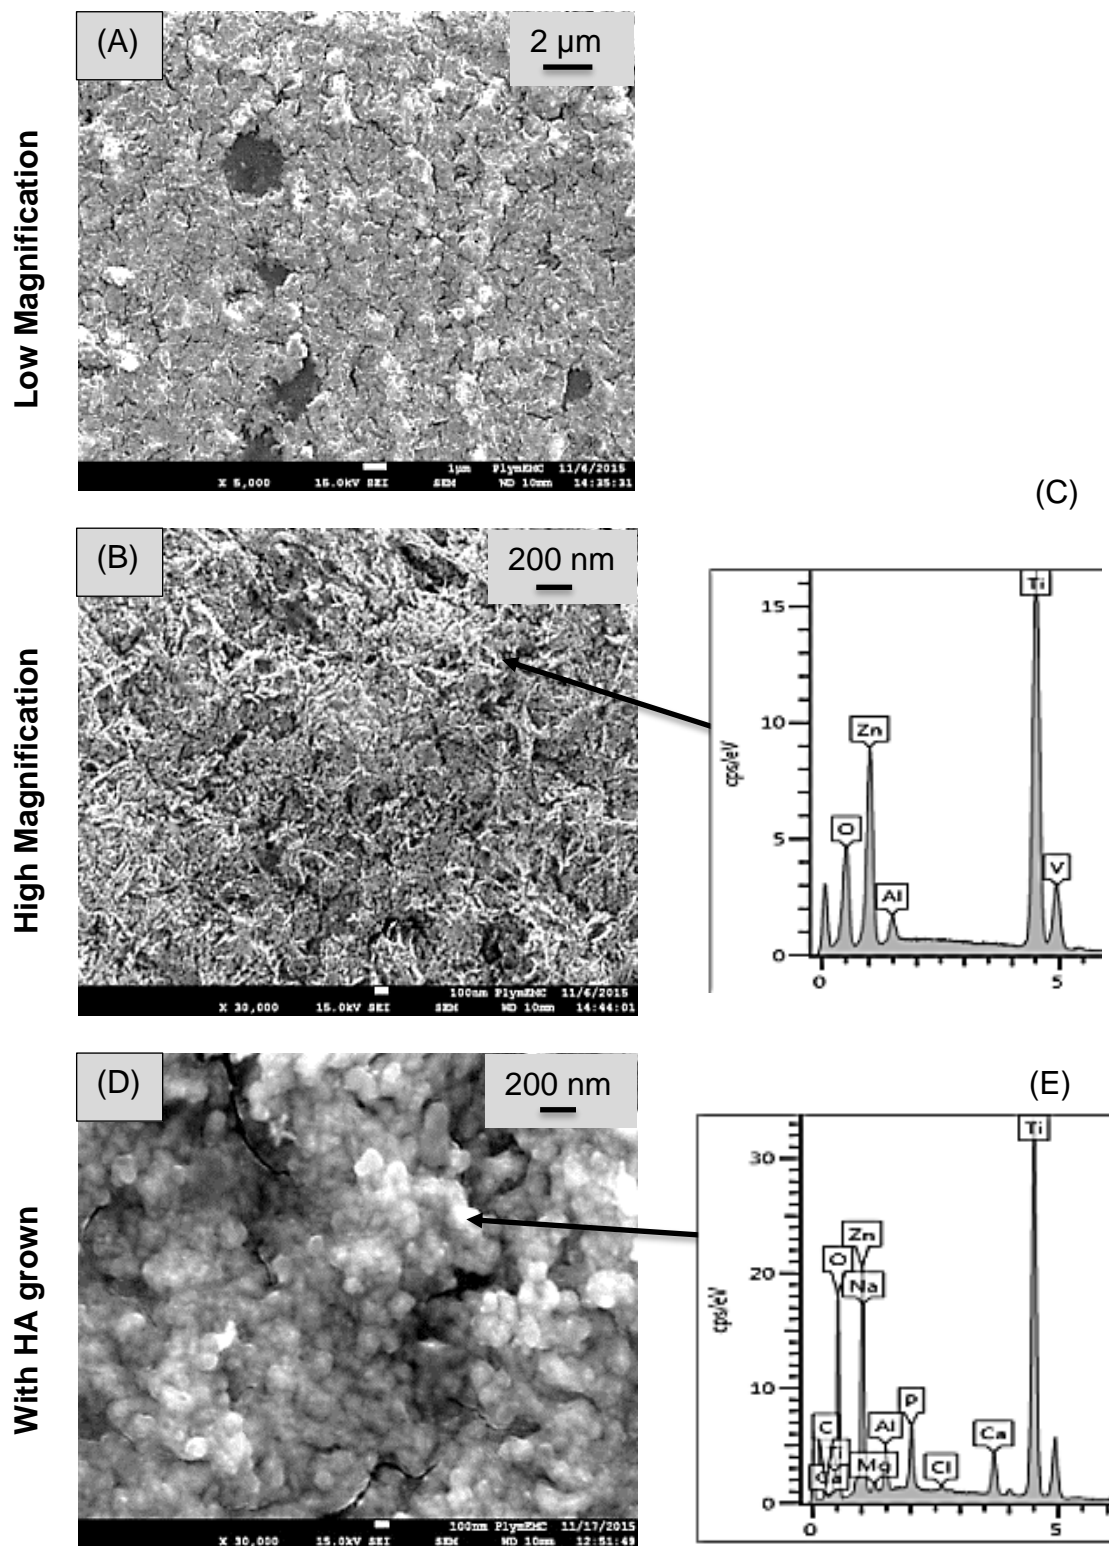 (A)
2 µm
Low Magnification
1µm PlymEMC 11/6/2015
X 5,000 15.0kV SEI SEM WD 10mm 14:35:31
(B)
200 nm
High Magnification
100nm PlymEMC 11/6/2015
X 30,000 15.0kV SEI SEM WD 10mm 14:44:01
(C)
cps/eV
15
10
5
0
O
Zn
Al
Ti
V
0 5
(D)
200 nm
With HA grown
100nm PlymEMC 11/17/2015
X 30,000 15.0kV SEI SEM WD 10mm 12:51:49
(E)
cps/eV
30
20
10
0
Ti
Zn
O
Na
C
Ti
Ca
Al
Mg
P
Cl
Ca
0 5